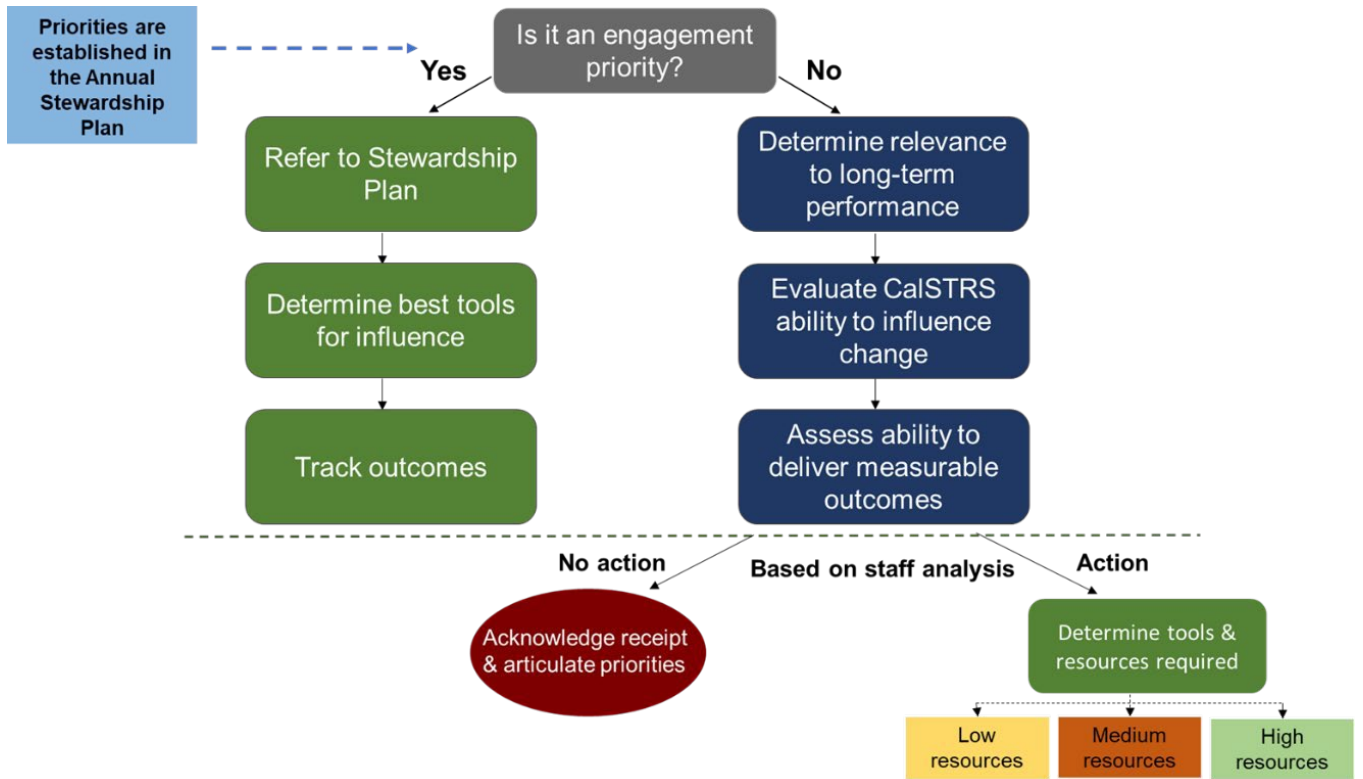 Priorities are
established in
the Annual
Stewardship
Plan
Is it an engagement
priority?
Yes
No
Refer to Stewardship
Plan
Determine relevance
to long-term
performance
Determine best tools
for influence
Evaluate CalSTRS
ability to influence
change
Track outcomes
Assess ability to
deliver measurable
outcomes
No action
Based on staff analysis
Action
Acknowledge receipt
& articulate priorities
Determine tools &
resources required
Low
resources
Medium
resources
High
resources